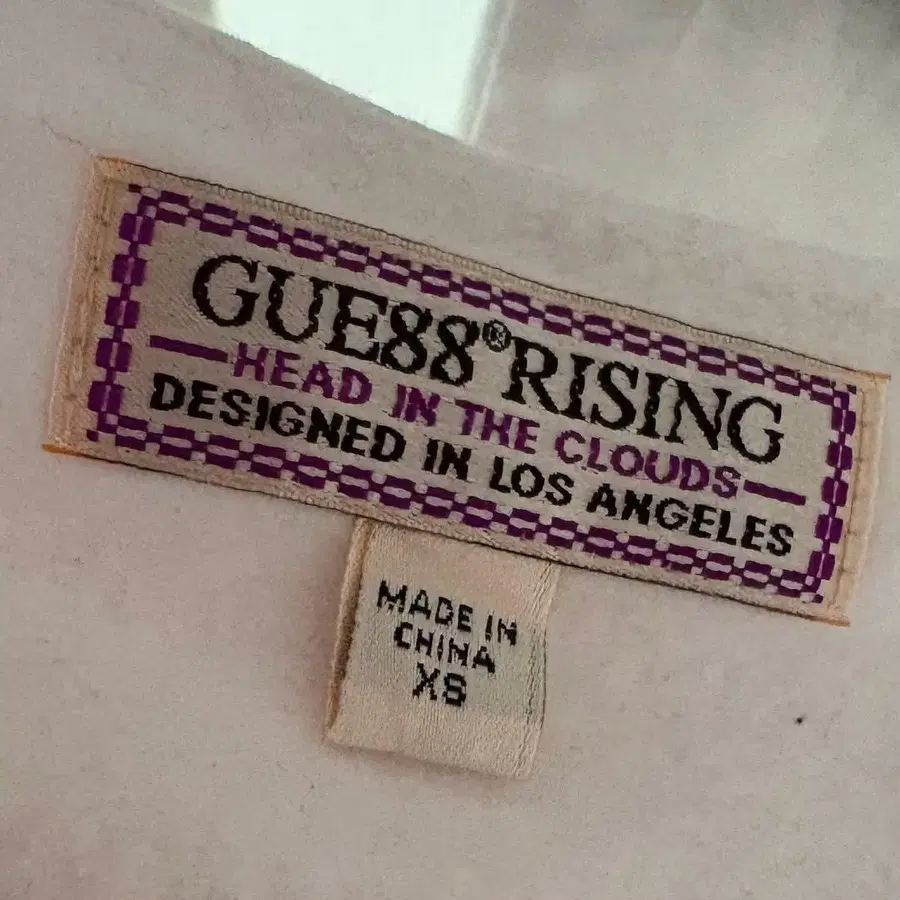 GUE88® RISING
HEAD IN THE CLOUDS
DESIGNED IN LOS ANGELES
MADE IN
CHINA
XS